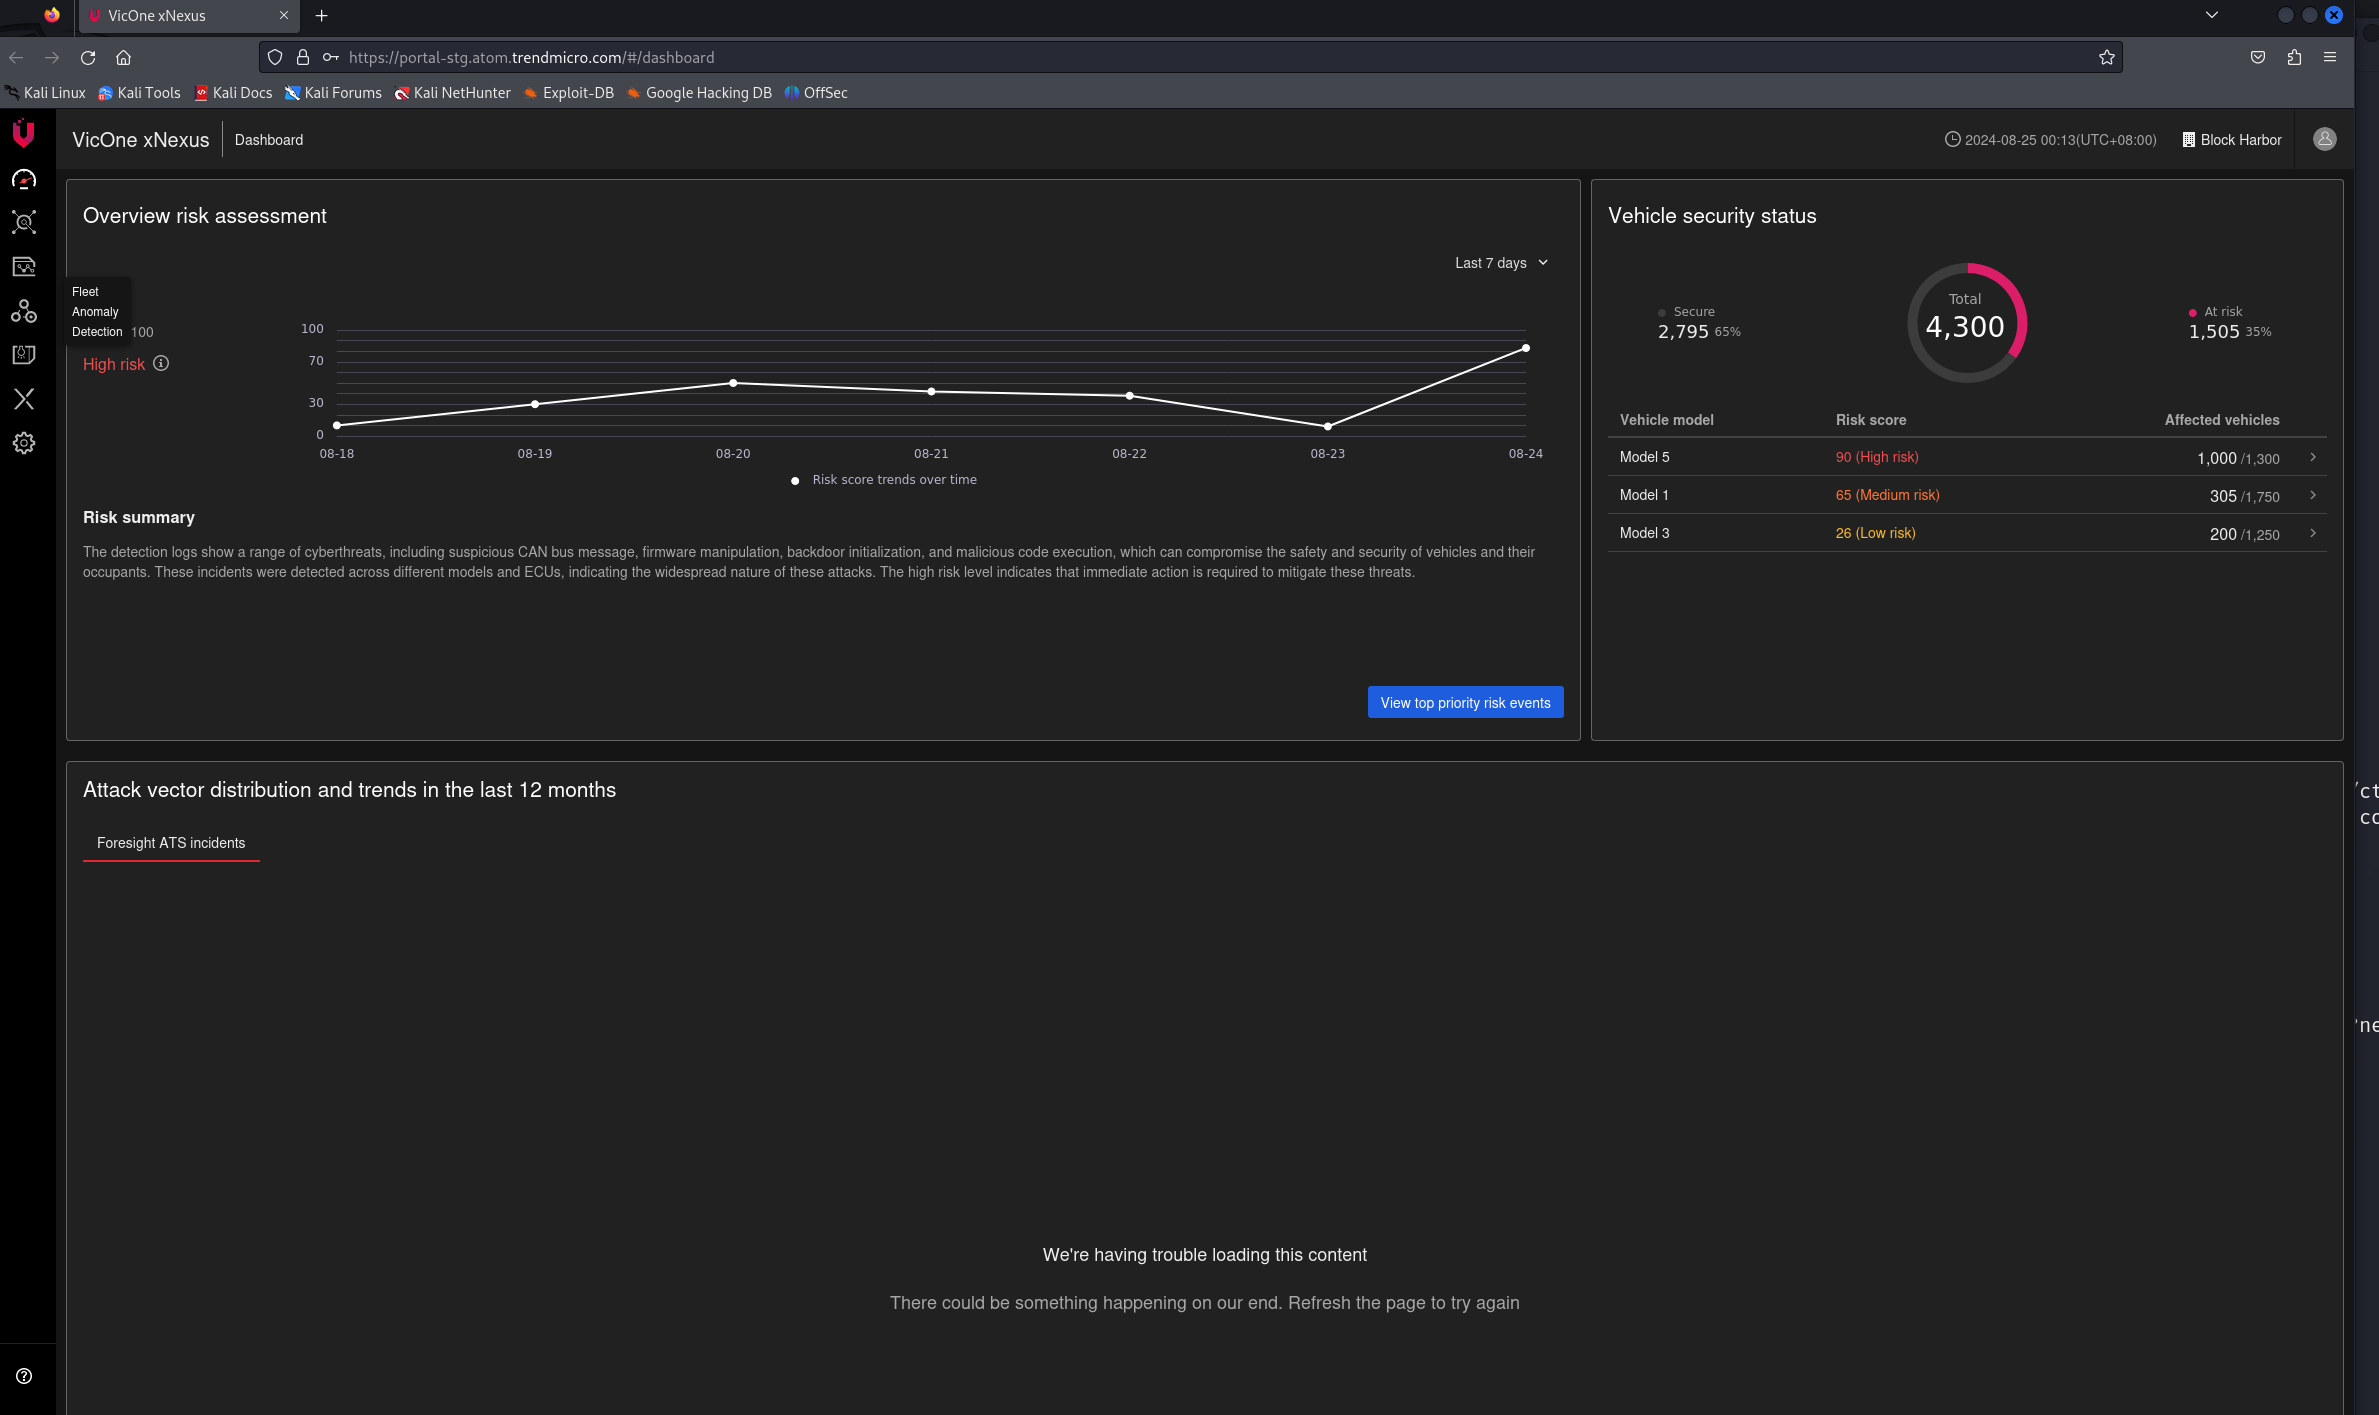 VicOne xNexus
https://portal-stg.atom.trendmicro.com/#/dashboard
Kali Linux Kali Tools Kali Docs Kali Forums Kali NetHunter Exploit-DB Google Hacking DB OffSec
VicOne xNexus Dashboard 2024-08-25 00:13(UTC+08:00) Block Harbor
Overview risk assessment
Last 7 days
Fleet
Anomaly
Detection
100
High risk
100
70
30
0
08-18 08-19 08-20 08-21 08-22 08-23 08-24
Risk score trends over time
Risk summary
The detection logs show a range of cyberthreats, including suspicious CAN bus message, firmware manipulation, backdoor initialization, and malicious code execution, which can compromise the safety and security of vehicles and their
occupants. These incidents were detected across different models and ECUs, indicating the widespread nature of these attacks. The high risk level indicates that immediate action is required to mitigate these threats.
View top priority risk events
Vehicle security status
Secure
2,795 65%
Total
4,300
At risk
1,505 35%
Vehicle model Risk score Affected vehicles
Model 5 90 (High risk) 1,000 /1,300
Model 1 65 (Medium risk) 305 /1,750
Model 3 26 (Low risk) 200 /1,250
Attack vector distribution and trends in the last 12 months
Foresight ATS incidents
We're having trouble loading this content
There could be something happening on our end. Refresh the page to try again